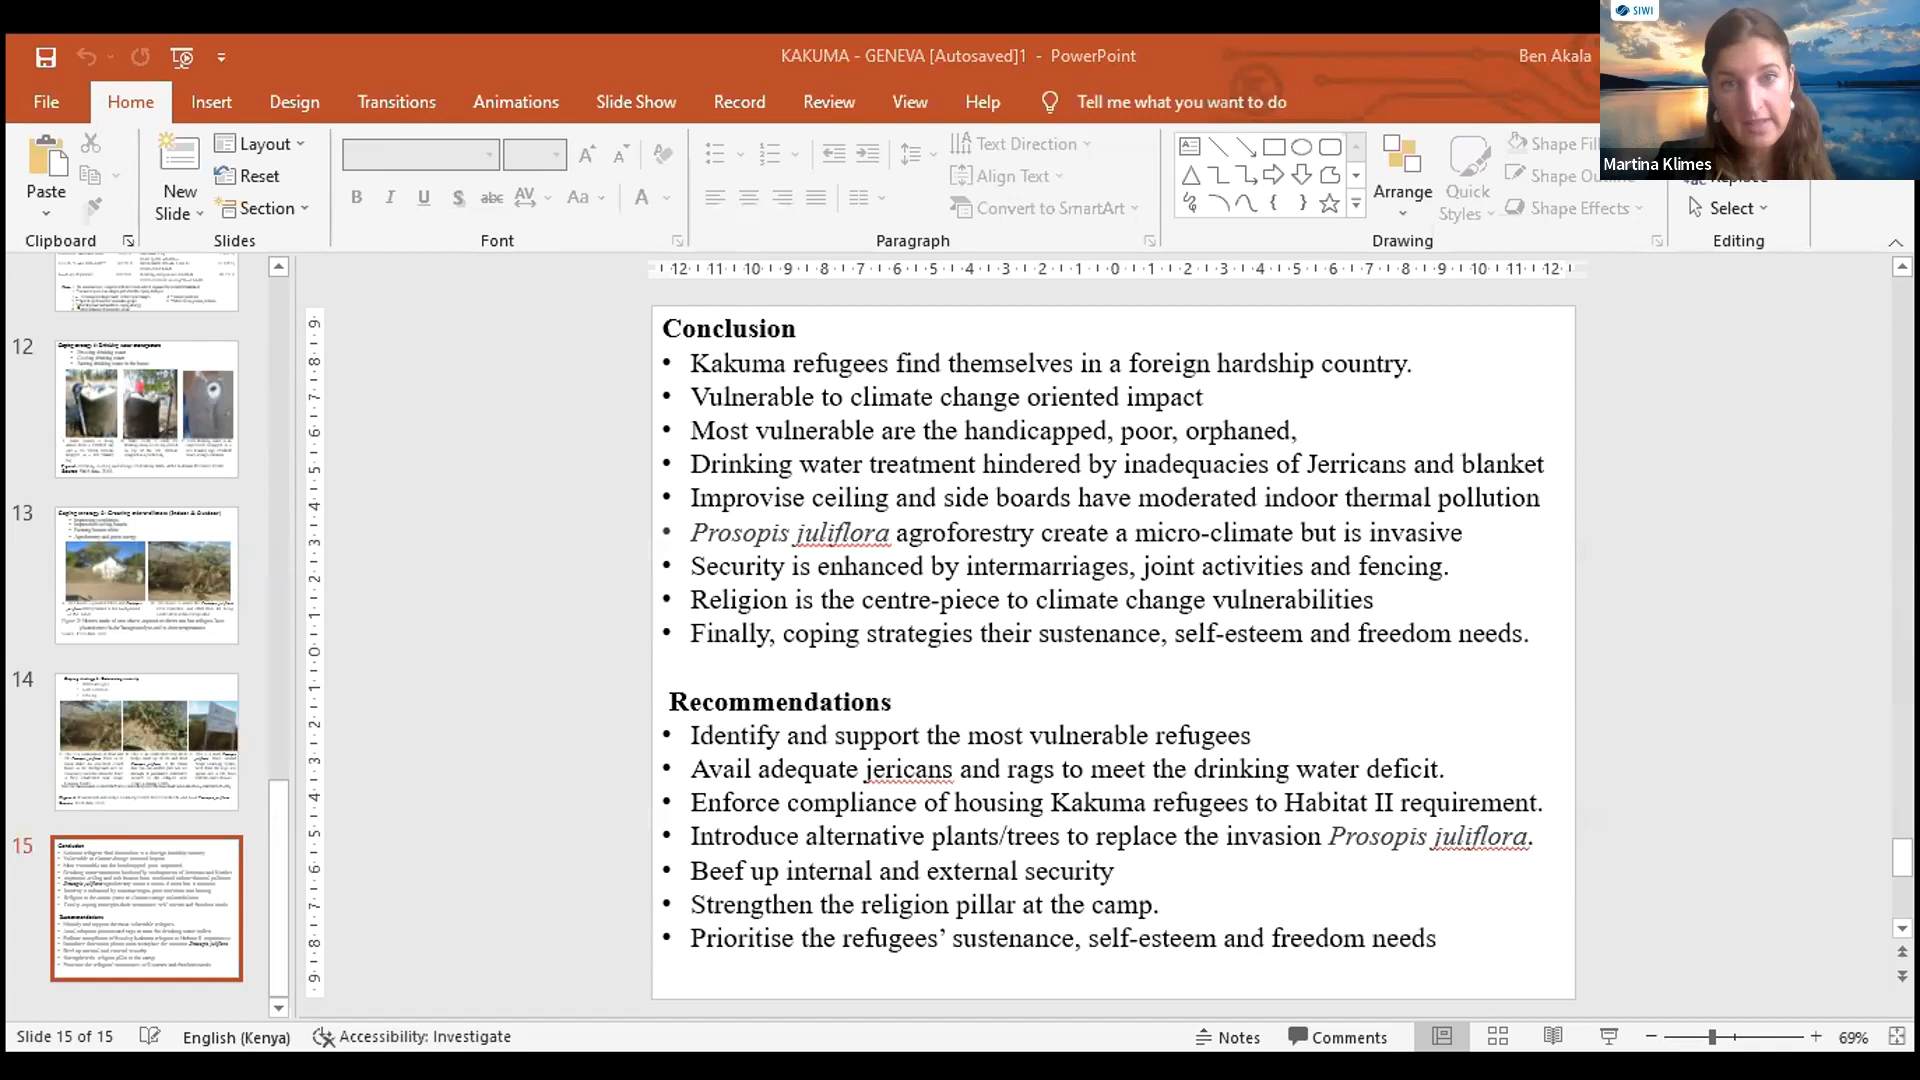 SIWI
KAKUMA - GENEVA [Autosaved]1 - PowerPoint
Ben Akala
Martina Klimes
File Home Insert Design Transitions Animations Slide Show Record Review View Help Tell me what you want to do
Paste
New Slide
Layout
Reset
Section
Text Direction
Align Text
Convert to SmartArt
Arrange
Quick Styles
Shape Effects
Select
Clipboard Slides Font Paragraph Drawing Editing
12
13
14
15
Conclusion
• Kakuma refugees find themselves in a foreign hardship country.
• Vulnerable to climate change oriented impact
• Most vulnerable are the handicapped, poor, orphaned,
• Drinking water treatment hindered by inadequacies of Jerricans and blanket
• Improvise ceiling and side boards have moderated indoor thermal pollution
• Prosopis juliflora agroforestry create a micro-climate but is invasive
• Security is enhanced by intermarriages, joint activities and fencing.
• Religion is the centre-piece to climate change vulnerabilities
• Finally, coping strategies their sustenance, self-esteem and freedom needs.
Recommendations
• Identify and support the most vulnerable refugees
• Avail adequate jericans and rags to meet the drinking water deficit.
• Enforce compliance of housing Kakuma refugees to Habitat II requirement.
• Introduce alternative plants/trees to replace the invasion Prosopis juliflora.
• Beef up internal and external security
• Strengthen the religion pillar at the camp.
• Prioritise the refugees’ sustenance, self-esteem and freedom needs
Slide 15 of 15 English (Kenya) Accessibility: Investigate Notes Comments 69%